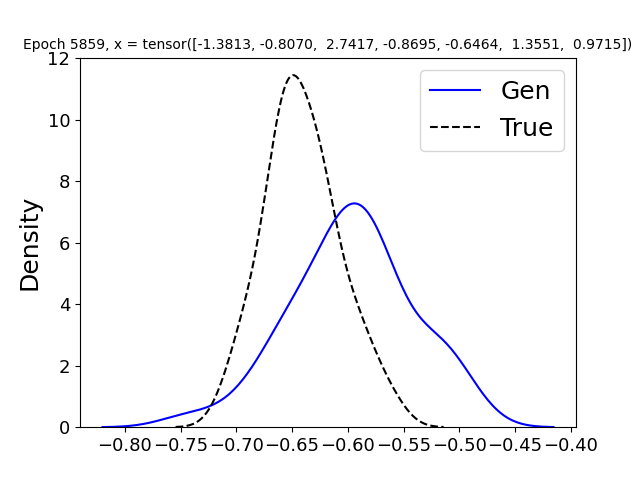 Epoch 5859, x = tensor([-1.3813, -0.8070,  2.7417, -0.8695, -0.6464,  1.3551,  0.9715])
12
10
8
6
4
2
0
Density
Gen
True
−0.80 −0.75 −0.70 −0.65 −0.60 −0.55 −0.50 −0.45 −0.40